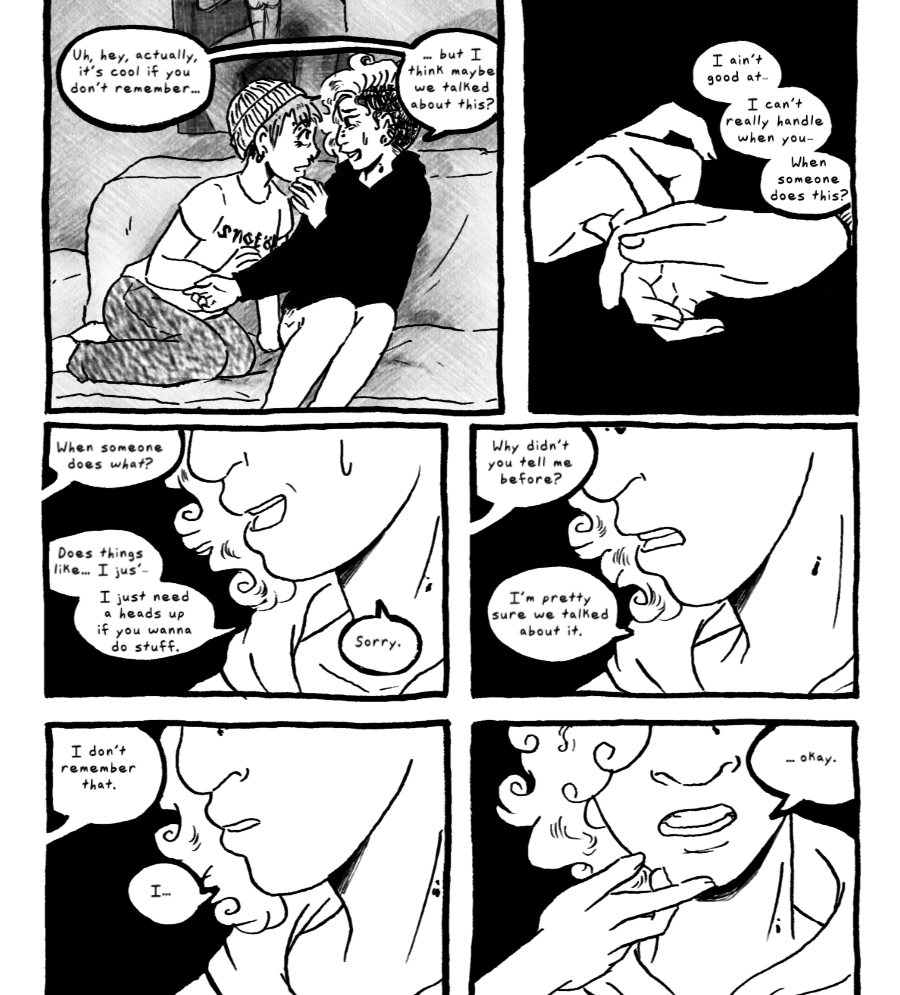 Uh, hey, actually,
it's cool if you
don't remember...
... but I
think maybe
we talked
about this?
I ain't
good at–
I can't
really handle
when you–
When
someone
does this?
When someone
does what?
Does things
like... I jus'–
I just need
a heads up
if you wanna
do stuff.
Sorry.
Why didn't
you tell me
before?
I'm pretty
sure we talked
about it.
I don't
remember
that.
I...
... okay.